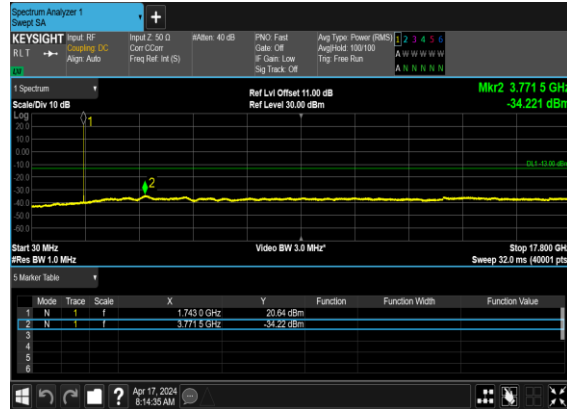 Spectrum Analyzer 1
Swept SA
+
KEYSIGHT Input: RF Input Z: 50 Ω #Atten: 40 dB PNO: Fast Avg Type: Power (RMS) 1 2 3 4 5 6
RLT Coupling: DC Corr CCorr Gate: Off Avg|Hold: 100/100 A W W W W W
Align: Auto Freq Ref: Int (S) IF Gain: Low Trig: Free Run
Sig Track: Off A N N N N N
1 Spectrum Ref Lvl Offset 11.00 dB Mkr2 3.771 5 GHz
Scale/Div 10 dB Ref Level 30.00 dBm -34.221 dBm
Log
20.0
10.0
0.00
-10.0
-20.0
-30.0
-40.0
-50.0
-60.0
1
2
DL1 -13.00 dBm
Start 30 MHz Video BW 3.0 MHz* Stop 17.800 GHz
#Res BW 1.0 MHz Sweep 32.0 ms (40001 pts)
5 Marker Table
Mode Trace Scale X Y Function Function Width Function Value
1 N 1 f 1.743 0 GHz 20.64 dBm
2 N 1 f 3.771 5 GHz -34.22 dBm
3
4
5
6
? Apr 17, 2024
8:14:35 AM